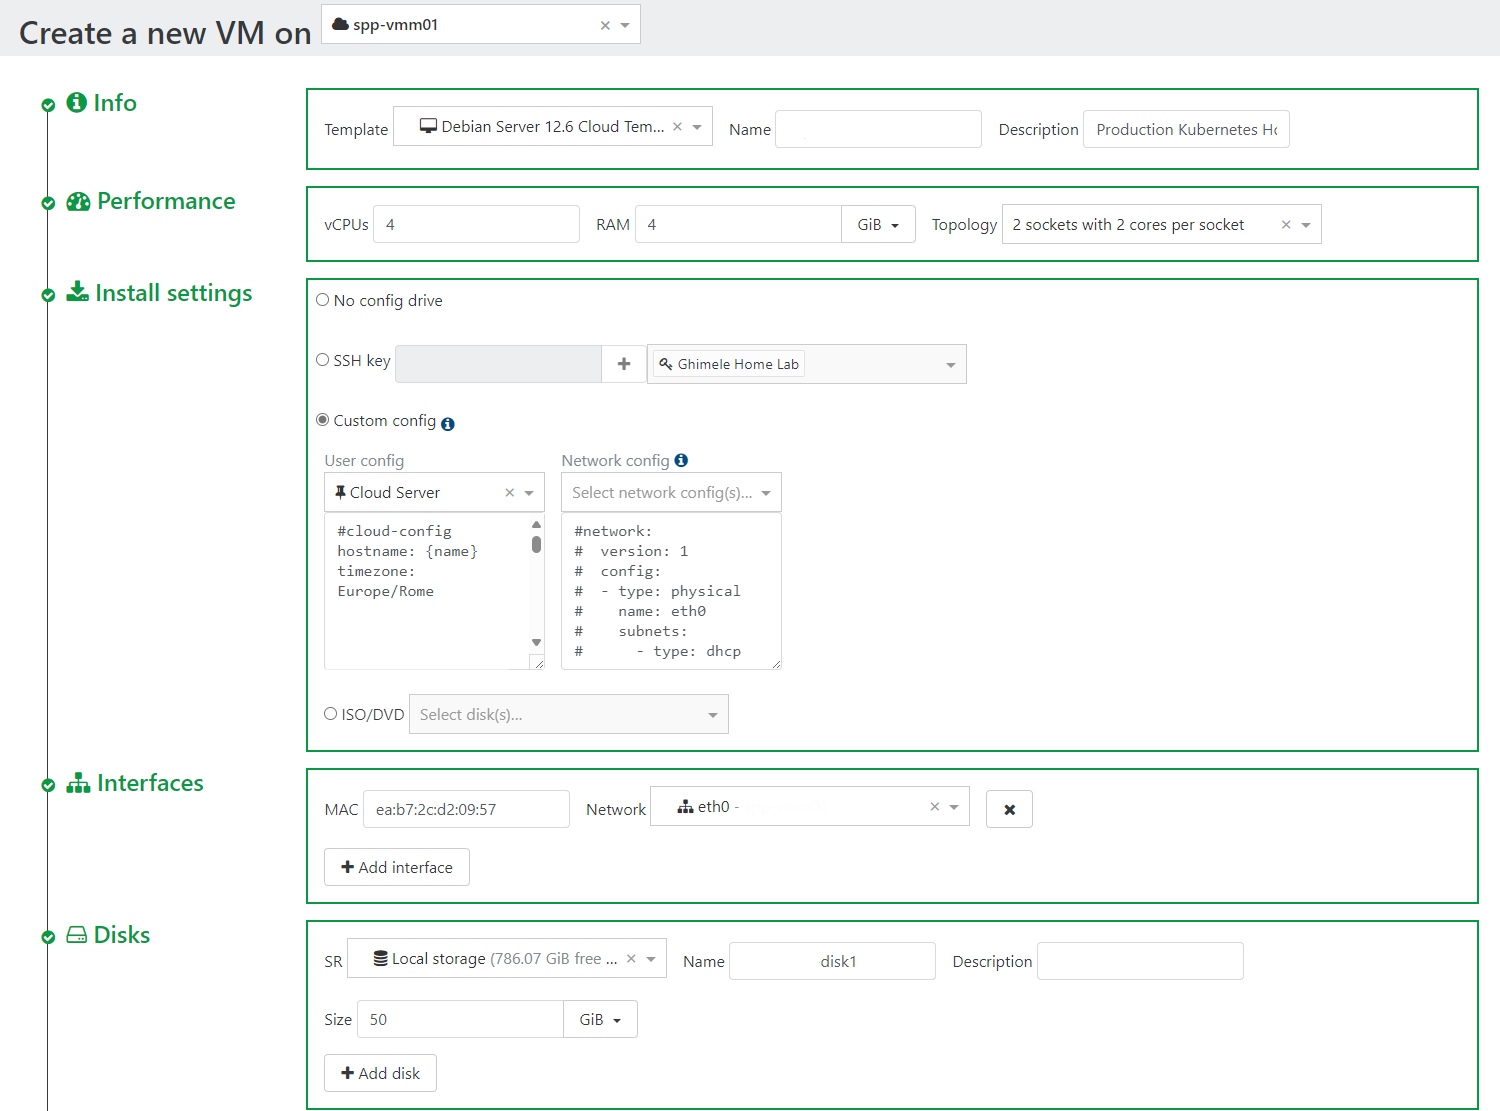 Create a new VM on spp-vmm01
Info
Template Debian Server 12.6 Cloud Tem... Name Description Production Kubernetes Ho
Performance
vCPUs 4 RAM 4 GiB Topology 2 sockets with 2 cores per socket
Install settings
No config drive
SSH key Ghimele Home Lab
Custom config
User config Network config
Cloud Server Select network config(s)...
#cloud-config
hostname: {name}
timezone:
Europe/Rome
#network:
#  version: 1
#  config:
#  - type: physical
#    name: eth0
#    subnets:
#      - type: dhcp
ISO/DVD Select disk(s)...
Interfaces
MAC ea:b7:2c:d2:09:57 Network eth0 -
Add interface
Disks
SR Local storage (786.07 GiB free ... Name disk1 Description
Size 50 GiB
Add disk